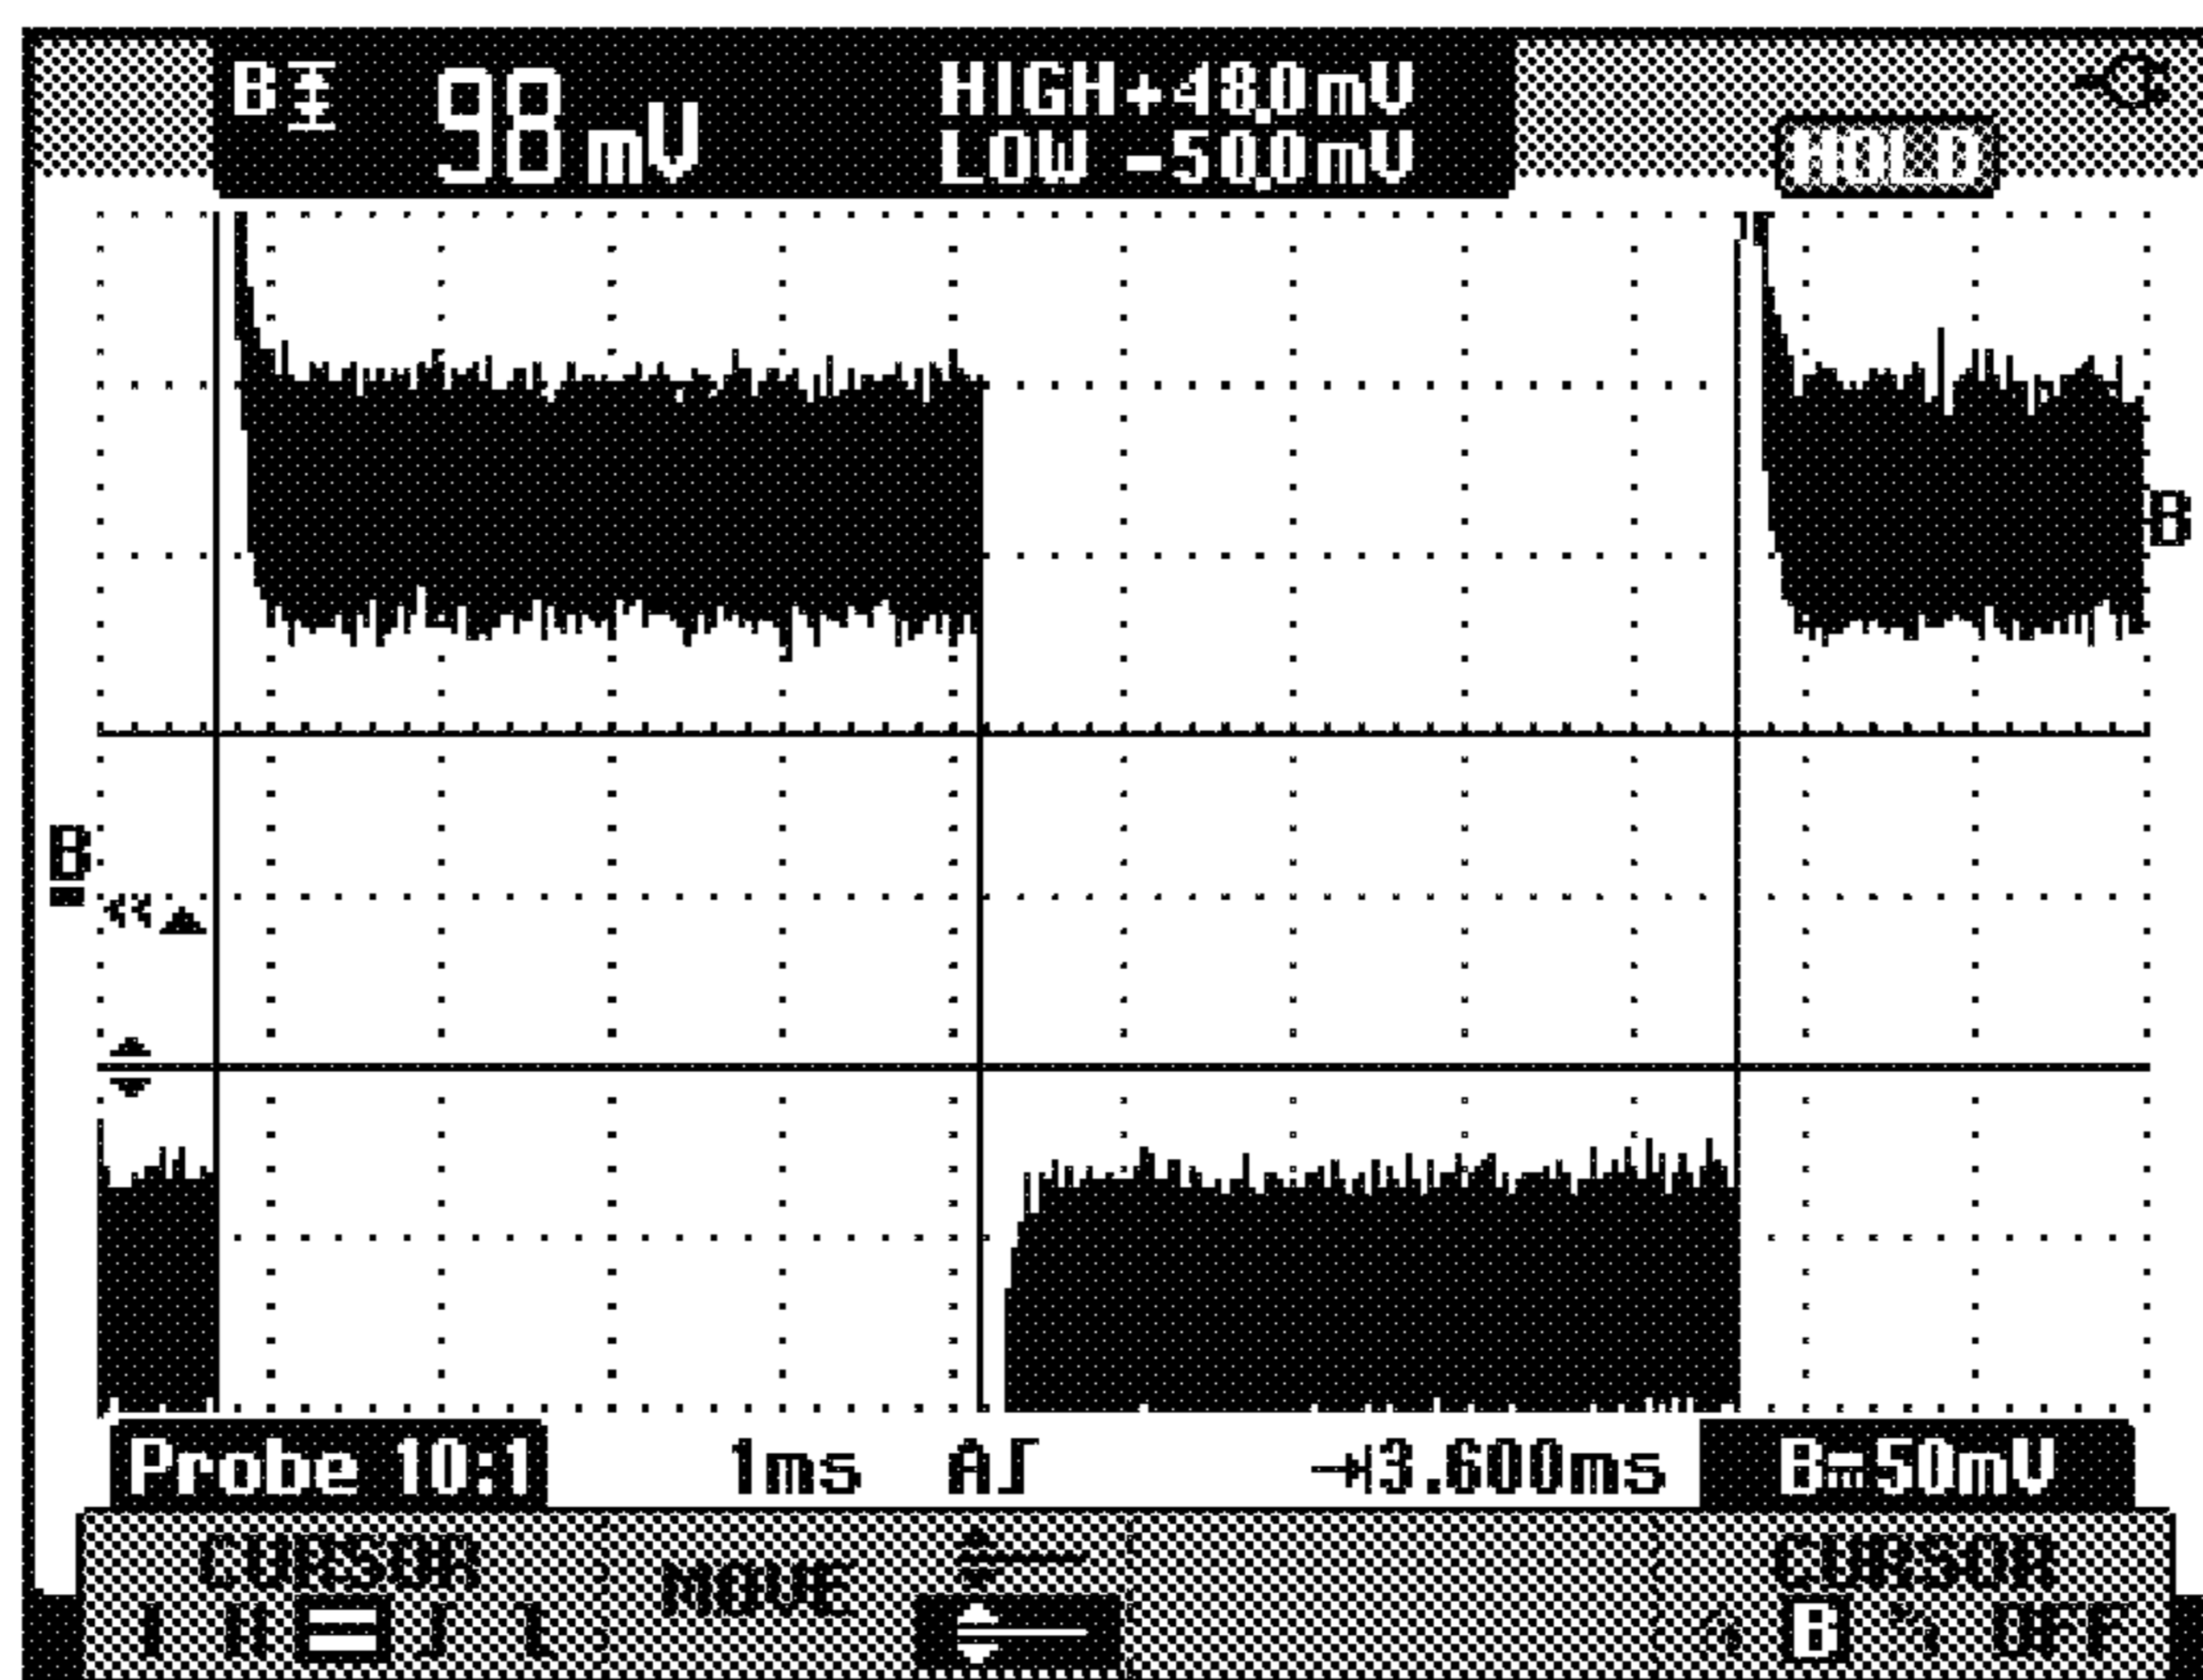 B 98 mV HIGH+48.0mV
LOW -50.0mV
HOLD
B
B
Probe 10:1 1ms A 3.600ms B=50mV
CURSOR MOVE CURSOR
B OFF